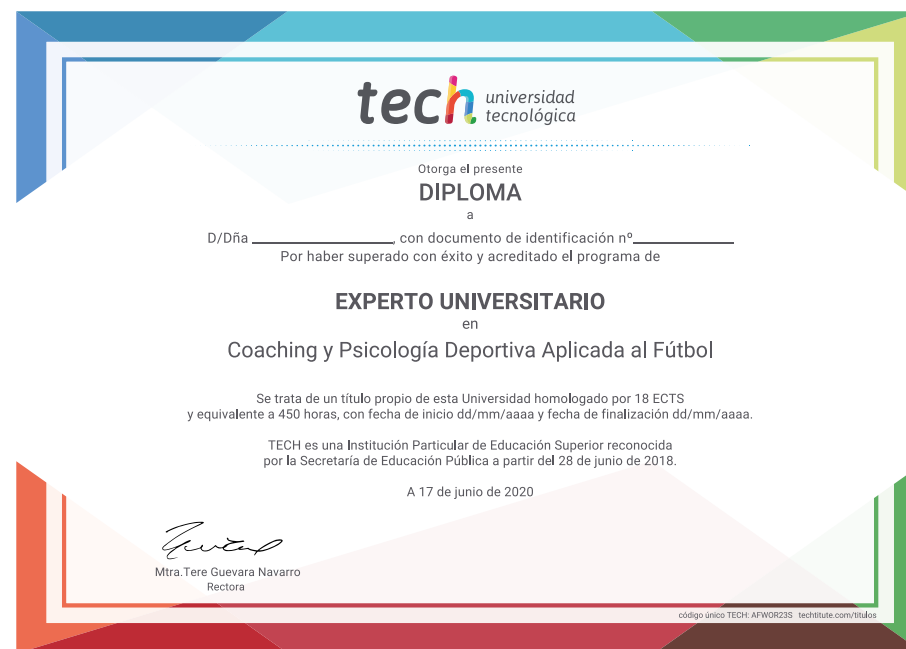 tech universidad
tecnológica
Otorga el presente
DIPLOMA
a
D/Dña ____________________, con documento de identificación nº______________
Por haber superado con éxito y acreditado el programa de
EXPERTO UNIVERSITARIO
en
Coaching y Psicología Deportiva Aplicada al Fútbol
Se trata de un título propio de esta Universidad homologado por 18 ECTS
y equivalente a 450 horas, con fecha de inicio dd/mm/aaaa y fecha de finalización dd/mm/aaaa.
TECH es una Institución Particular de Educación Superior reconocida
por la Secretaría de Educación Pública a partir del 28 de junio de 2018.
A 17 de junio de 2020
Mtra.Tere Guevara Navarro
Rectora
código único TECH: AFWOR23S techtitute.com/titulos